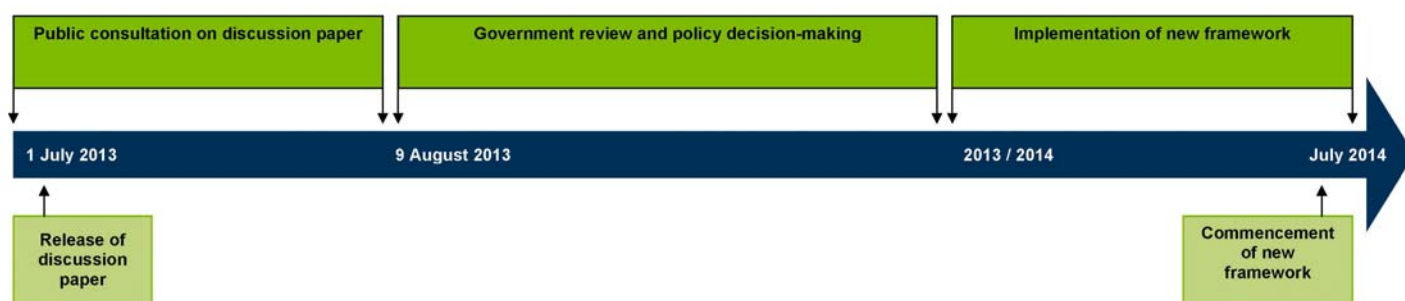 Public consultation on discussion paper
Government review and policy decision-making
Implementation of new framework
1 July 2013
9 August 2013
2013 / 2014
July 2014
Release of
discussion
paper
Commencement
of new
framework